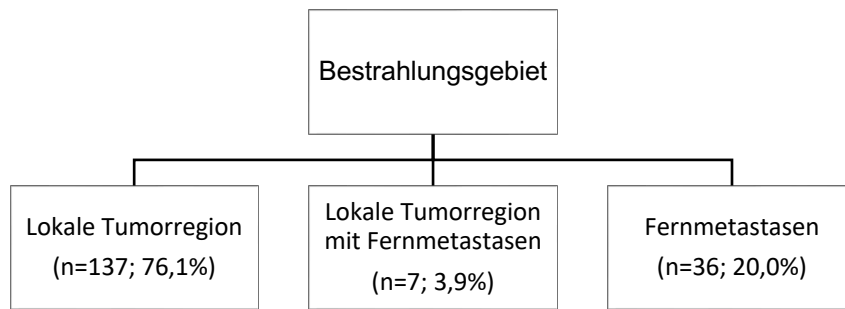 Bestrahlungsgebiet
Lokale Tumorregion
(n=137; 76,1%)
Lokale Tumorregion
mit Fernmetastasen
(n=7; 3,9%)
Fernmetastasen
(n=36; 20,0%)